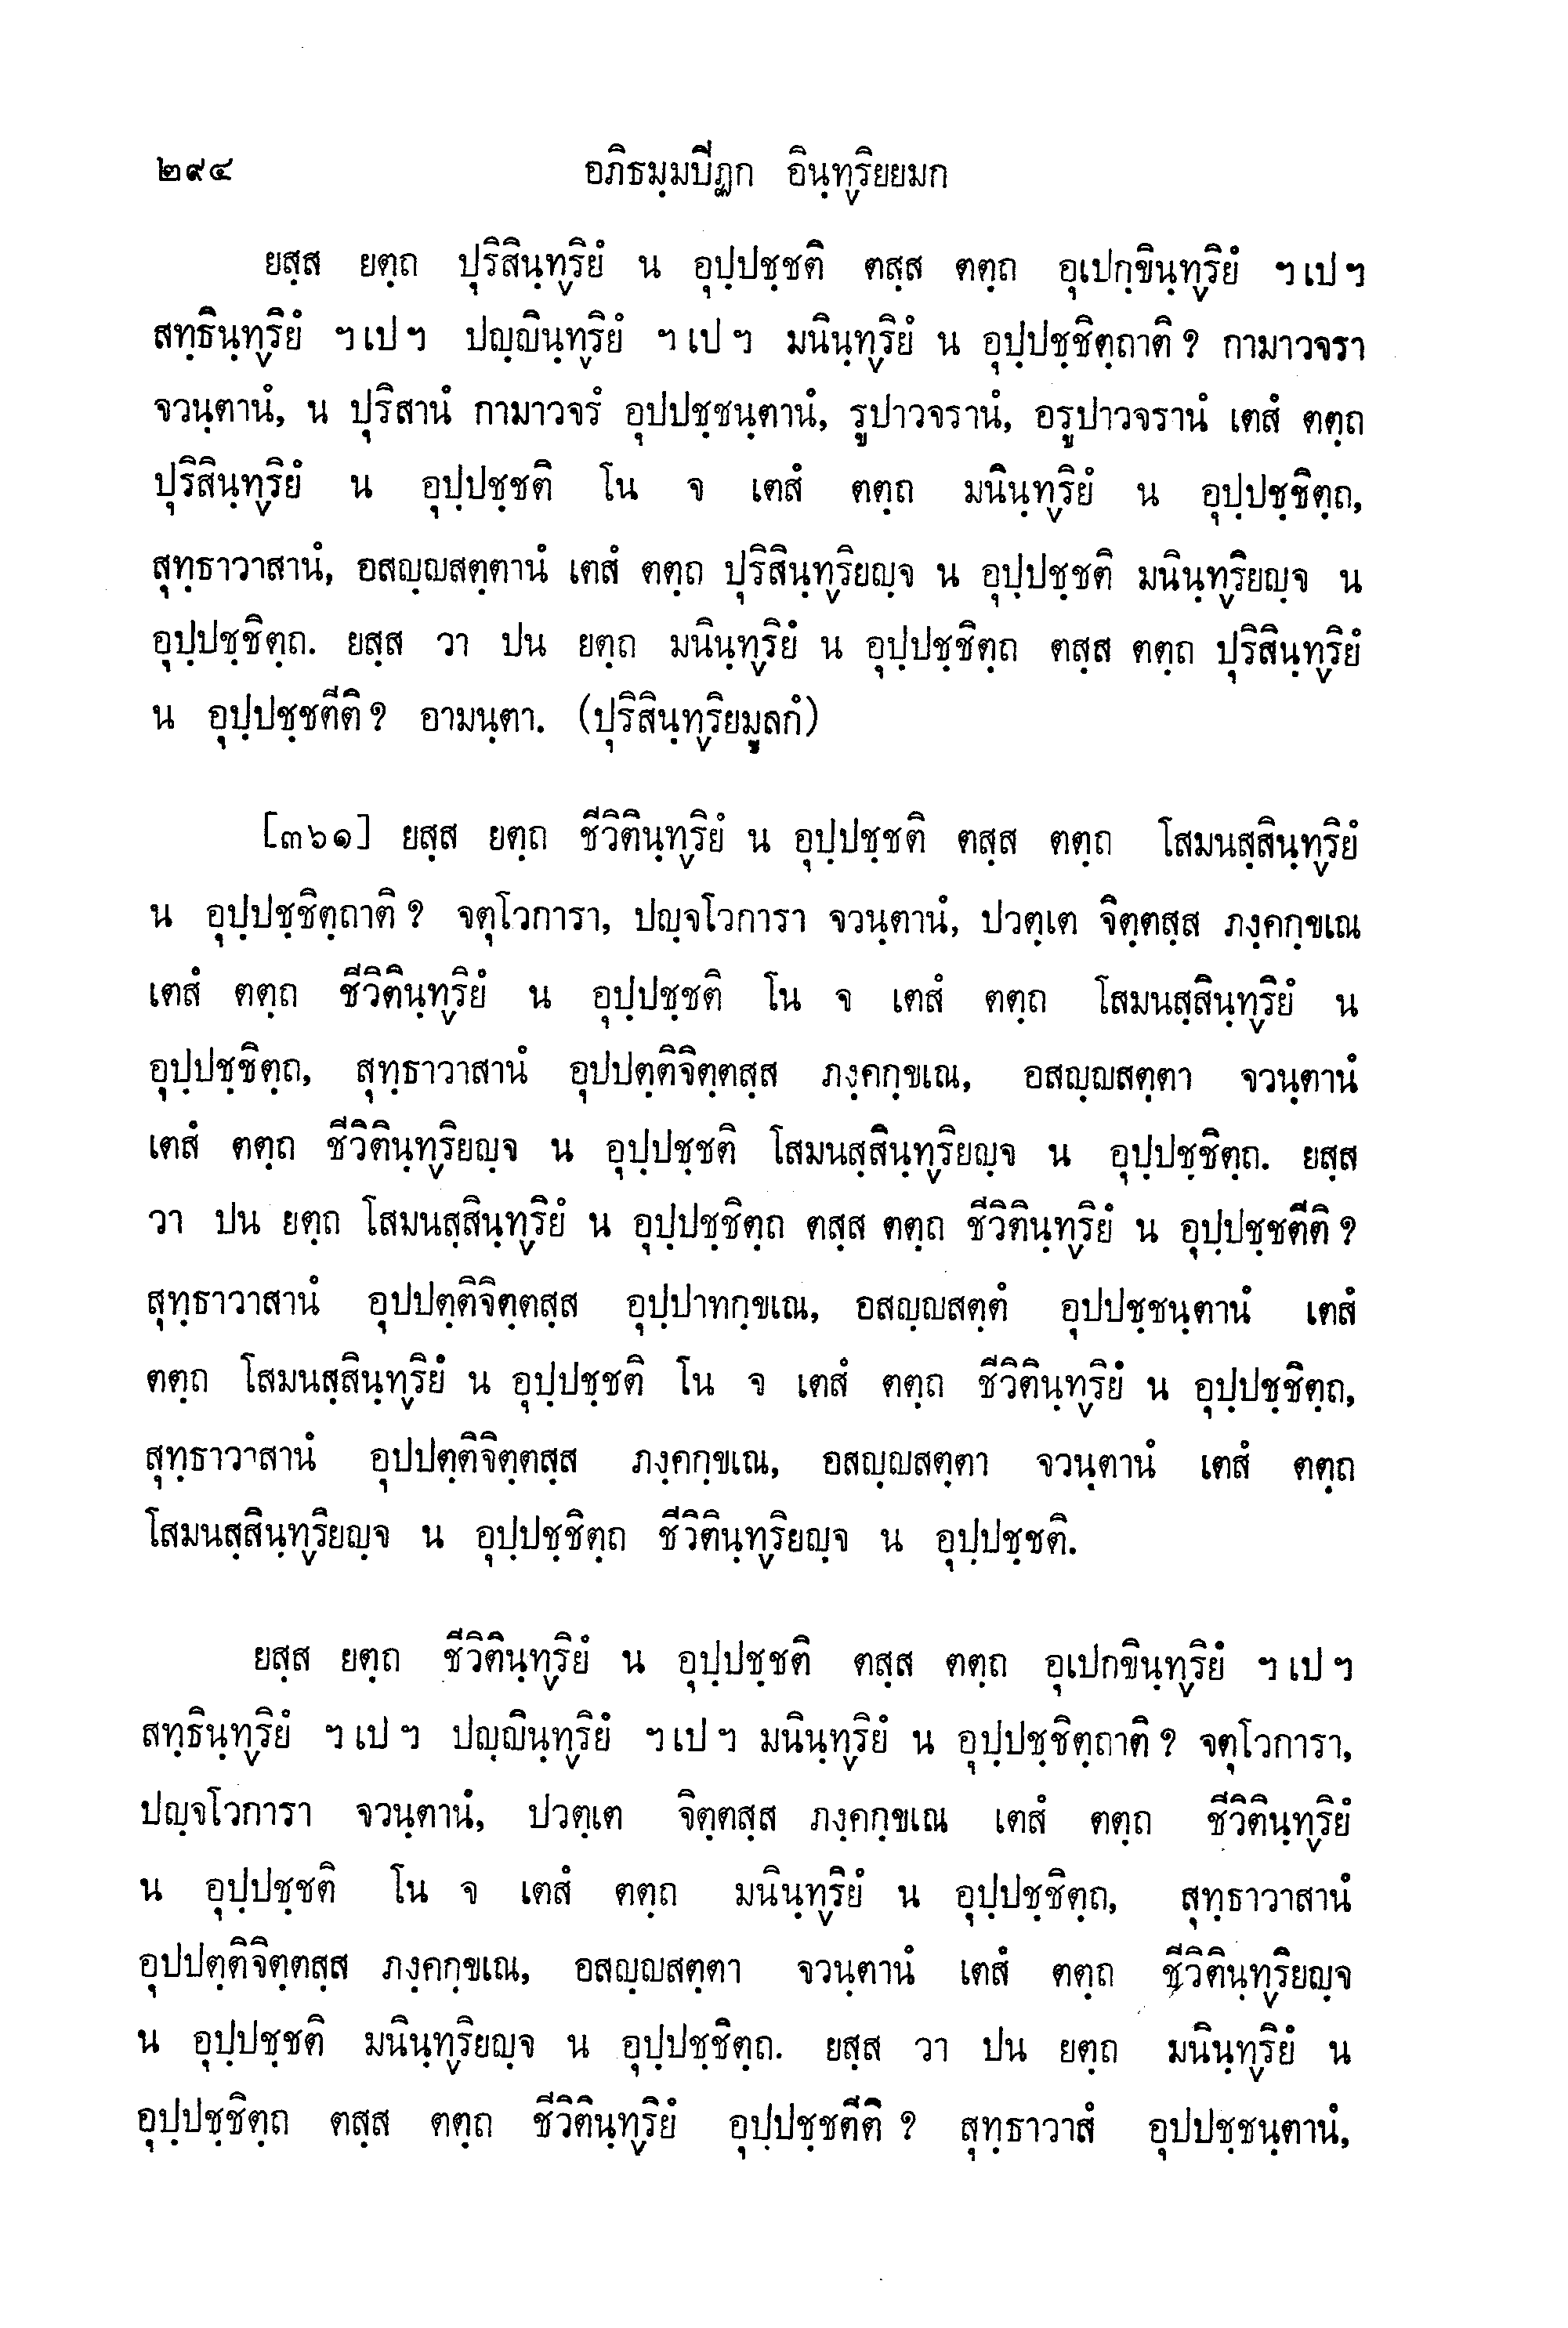 ๒๙๔ อภิธมฺมปีฏก อินฺทฺริยยมก
ยสฺส ยตฺถ ปุริสินฺทฺริยํ น อุปฺปชฺชติ ตสฺส ตตฺถ อุเปกฺขินฺทฺริยํ ฯเปฯ
สทฺธินฺทฺริยํ ฯเปฯ ปญฺญินฺทฺริยํ ฯเปฯ มนินฺทฺริยํ น อุปฺปชฺชิตฺถาติ? กามาวจรา
จวนฺตานํ, น ปุริสานํ กามาวจรํ อุปปชฺชนฺตานํ, รูปาวจรานํ, อรูปาวจรานํ เตสํ ตตฺถ
ปุริสินฺทฺริยํ น อุปฺปชฺชติ โน จ เตสํ ตตฺถ มนินฺทฺริยํ น อุปฺปชฺชิตฺถ,
สุทฺธาวาสานํ, อสญฺญสตฺตานํ เตสํ ตตฺถ ปุริสินฺทฺริยญฺจ น อุปฺปชฺชติ มนินฺทฺริยญฺจ น
อุปฺปชฺชิตฺถ. ยสฺส วา ปน ยตฺถ มนินฺทฺริยํ น อุปฺปชฺชิตฺถ ตสฺส ตตฺถ ปุริสินฺทฺริยํ
น อุปฺปชฺชตีติ? อามนฺตา. (ปุริสินฺทฺริยมูลกํ)
[๓๖๑] ยสฺส ยตฺถ ชีวิตินฺทฺริยํ น อุปฺปชฺชติ ตสฺส ตตฺถ โสมนสฺสินฺทฺริยํ
น อุปฺปชฺชิตฺถาติ? จตุโวการา, ปญฺจโวการา จวนฺตานํ, ปวตฺเต จิตฺตสฺส ภงฺคกฺขเณ
เตสํ ตตฺถ ชีวิตินฺทฺริยํ น อุปฺปชฺชติ โน จ เตสํ ตตฺถ โสมนสฺสินฺทฺริยํ น
อุปฺปชฺชิตฺถ, สุทฺธาวาสานํ อุปปตฺติจิตฺตสฺส ภงฺคกฺขเณ, อสญฺญสตฺตา จวนฺตานํ
เตสํ ตตฺถ ชีวิตินฺทฺริยญฺจ น อุปฺปชฺชติ โสมนสฺสินฺทฺริยญฺจ น อุปฺปชฺชิตฺถ. ยสฺส
วา ปน ยตฺถ โสมนสฺสินฺทฺริยํ น อุปฺปชฺชิตฺถ ตสฺส ตตฺถ ชีวิตินฺทฺริยํ น อุปฺปชฺชตีติ?
สุทฺธาวาสานํ อุปปตฺติจิตฺตสฺส อุปฺปาทกฺขเณ, อสญฺญสตฺตํ อุปปชฺชนฺตานํ เตสํ
ตตฺถ โสมนสฺสินฺทฺริยํ น อุปฺปชฺชติ โน จ เตสํ ตตฺถ ชีวิตินฺทฺริยํ น อุปฺปชฺชิตฺถ,
สุทฺธาวาสานํ อุปปตฺติจิตฺตสฺส ภงฺคกฺขเณ, อสญฺญสตฺตา จวนฺตานํ เตสํ ตตฺถ
โสมนสฺสินฺทฺริยญฺจ น อุปฺปชฺชิตฺถ ชีวิตินฺทฺริยญฺจ น อุปฺปชฺชติ.
ยสฺส ยตฺถ ชีวิตินฺทฺริยํ น อุปฺปชฺชติ ตสฺส ตตฺถ อุเปกขินฺทฺริยํ ฯเปฯ
สทฺธินฺทฺริยํ ฯเปฯ ปญฺญินฺทฺริยํ ฯเปฯ มนินฺทฺริยํ น อุปฺปชฺชิตฺถาติ? จตุโวการา,
ปญฺจโวการา จวนฺตานํ, ปวตฺเต จิตฺตสฺส ภงฺคกฺขเณ เตสํ ตตฺถ ชีวิตินฺทฺริยํ
น อุปฺปชฺชติ โน จ เตสํ ตตฺถ มนินฺทฺริยํ น อุปฺปชฺชิตฺถ, สุทฺธาวาสานํ
อุปปตฺติจิตฺตสฺส ภงฺคกฺขเณ, อสญฺญสตฺตา จวนฺตานํ เตสํ ตตฺถ ชีวิตินฺทฺริยญฺจ
น อุปฺปชฺชติ มนินฺทฺริยญฺจ น อุปฺปชฺชิตฺถ. ยสฺส วา ปน ยตฺถ มนินฺทฺริยํ น
อุปฺปชฺชิตฺถ ตสฺส ตตฺถ ชีวิตินฺทฺริยํ อุปฺปชฺชตีติ? สุทฺธาวาสํ อุปปชฺชนฺตานํ,